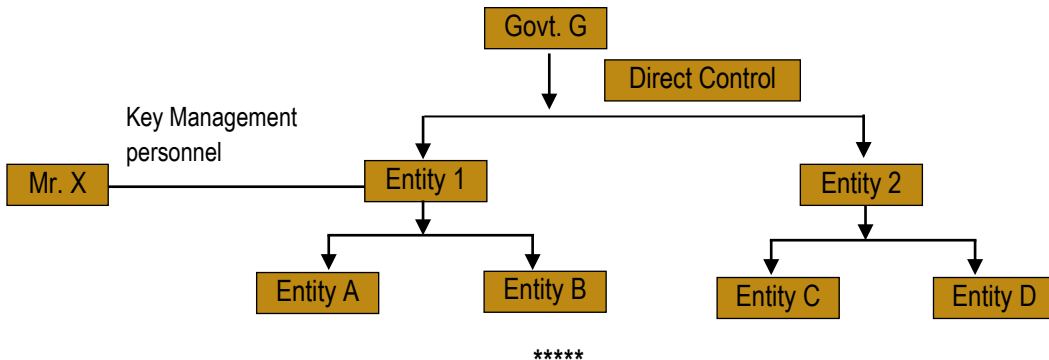 Govt. G
Direct Control
Key Management
personnel
Mr. X
Entity 1
Entity 2
Entity A
Entity B
Entity C
Entity D
*****